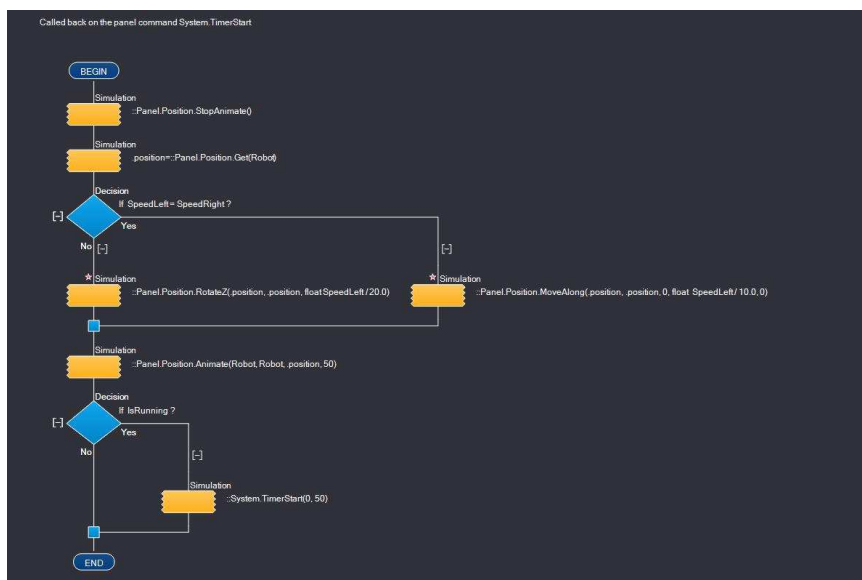 Called back on the panel command System.TimerStart
BEGIN
Simulation
::Panel.Position.StopAnimate()
Simulation
.position=::Panel.Position.Get(Robot)
Decision
If SpeedLeft = SpeedRight ?
[-]
Yes
No [-]
[-]
Simulation
::Panel.Position.RotateZ(.position, .position, float SpeedLeft / 20.0)
Simulation
::Panel.Position.MoveAlong(.position, .position, 0, float SpeedLeft / 10.0, 0)
Simulation
::Panel.Position.Animate(Robot, Robot, .position, 50)
Decision
If IsRunning ?
[-]
Yes
No
[-]
Simulation
::System.TimerStart(0, 50)
END